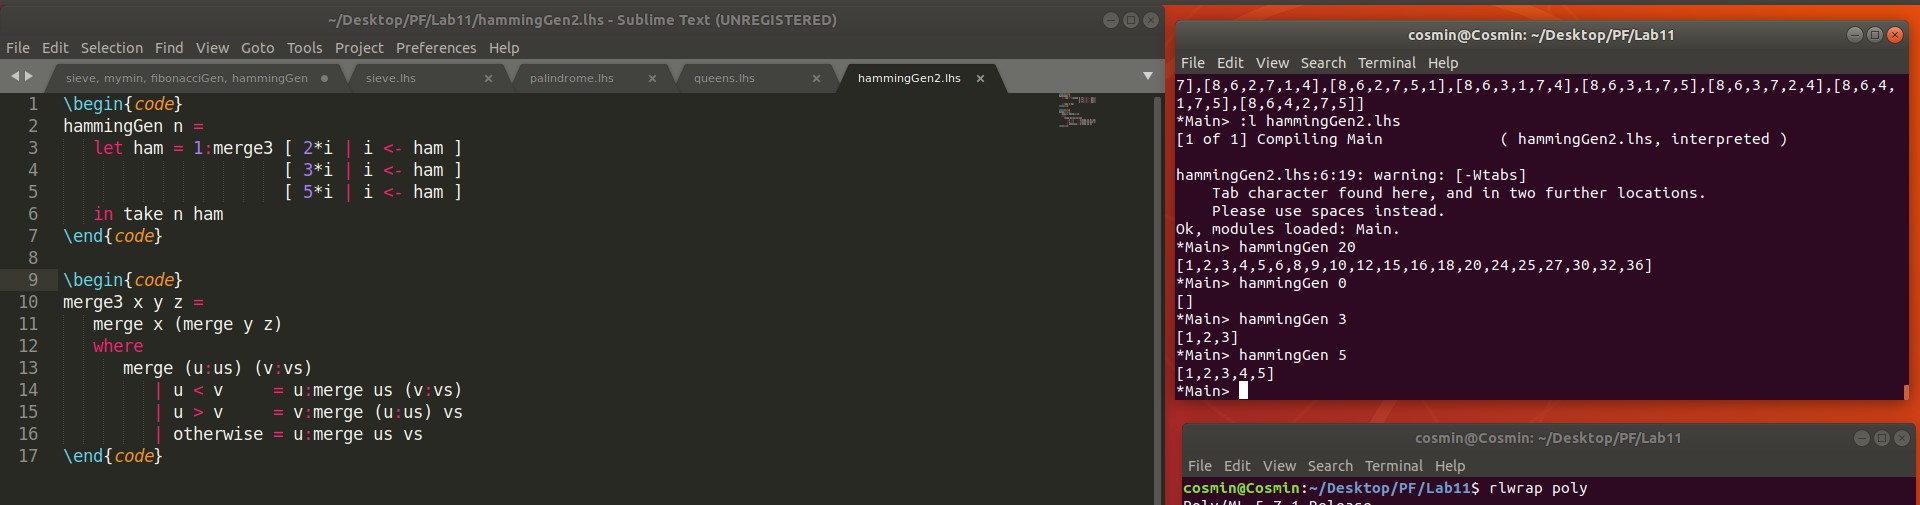 ~/Desktop/PF/Lab11/hammingGen2.lhs - Sublime Text (UNREGISTERED)
File Edit Selection Find View Goto Tools Project Preferences Help
sieve, mymin, fibonacciGen, hammingGen sieve.lhs palindrome.lhs queens.lhs hammingGen2.lhs
1 \begin{code}
2 hammingGen n =
3 let ham = 1:merge3 [ 2*i | i <- ham ]
4 [ 3*i | i <- ham ]
5 [ 5*i | i <- ham ]
6 in take n ham
7 \end{code}
8
9 \begin{code}
10 merge3 x y z =
11 merge x (merge y z)
12 where
13 merge (u:us) (v:vs)
14 | u < v = u:merge us (v:vs)
15 | u > v = v:merge (u:us) vs
16 | otherwise = u:merge us vs
17 \end{code}
cosmin@Cosmin: ~/Desktop/PF/Lab11
File Edit View Search Terminal Help
7],[8,6,2,7,1,4],[8,6,2,7,5,1],[8,6,3,1,7,4],[8,6,3,1,7,5],[8,6,3,7,2,4],[8,6,4,
1,7,5],[8,6,4,2,7,5]]
*Main> :l hammingGen2.lhs
[1 of 1] Compiling Main ( hammingGen2.lhs, interpreted )
hammingGen2.lhs:6:19: warning: [-Wtabs]
Tab character found here, and in two further locations.
Please use spaces instead.
Ok, modules loaded: Main.
*Main> hammingGen 20
[1,2,3,4,5,6,8,9,10,12,15,16,18,20,24,25,27,30,32,36]
*Main> hammingGen 0
[]
*Main> hammingGen 3
[1,2,3]
*Main> hammingGen 5
[1,2,3,4,5]
*Main>
cosmin@Cosmin: ~/Desktop/PF/Lab11
File Edit View Search Terminal Help
cosmin@Cosmin:~/Desktop/PF/Lab11$ rlwrap poly
Poly/ML 5.7.1 Release